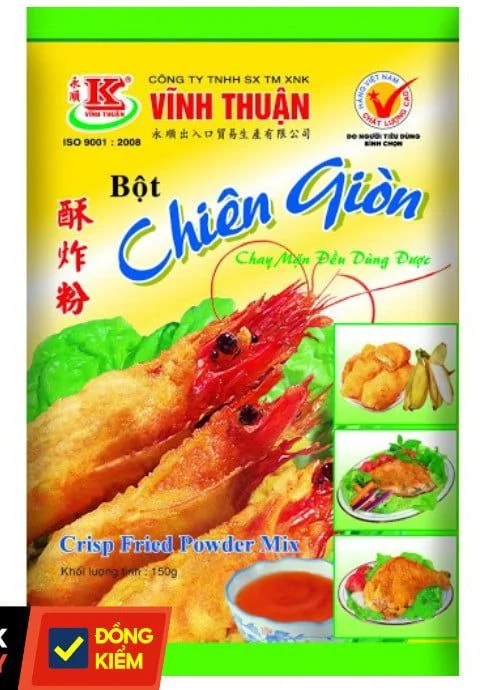 永順
K
VĨNH THUẬN
ISO 9001 : 2008
CÔNG TY TNHH SX TM XNK
VĨNH THUẬN
永順出入口貿易生產有限公司
HÀNG VIỆT NAM
CHẤT LƯỢNG CAO
DO NGƯỜI TIÊU DÙNG
BÌNH CHỌN
Bột
Chiên Giòn
Chay Mặn Đều Dùng Được
酥炸粉
Crisp Fried Powder Mix
Khối lượng tịnh : 150g
K
Y
ĐỒNG
KIỂM